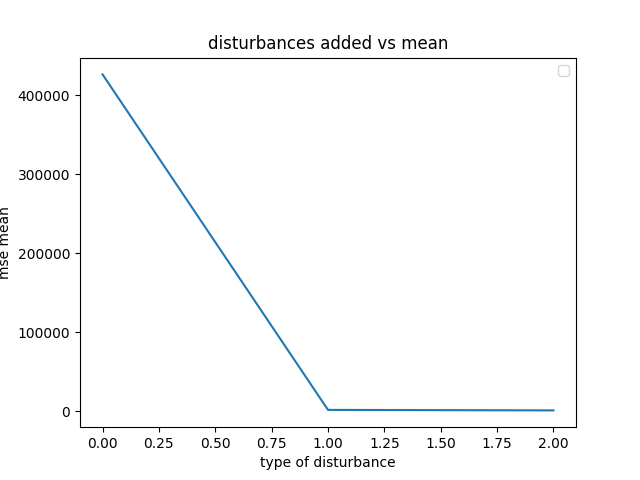 disturbances added vs mean
400000
300000
200000
100000
0
mse mean
0.00 0.25 0.50 0.75 1.00 1.25 1.50 1.75 2.00
type of disturbance